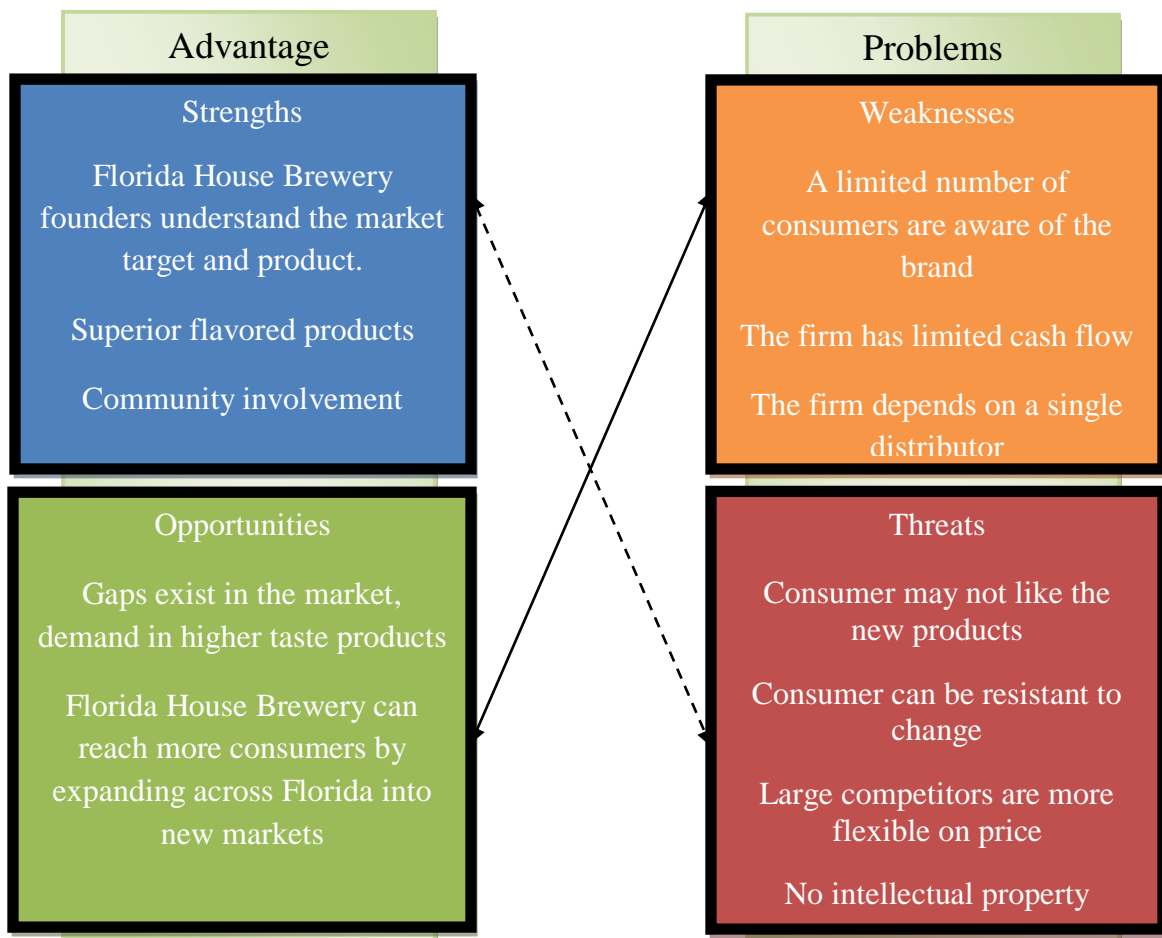 Advantage
Strengths
Florida House Brewery
founders understand the market
target and product.
Superior flavored products
Community involvement
Opportunities
Gaps exist in the market,
demand in higher taste products
Florida House Brewery can
reach more consumers by
expanding across Florida into
new markets
Problems
Weaknesses
A limited number of
consumers are aware of the
brand
The firm has limited cash flow
The firm depends on a single
distributor
Threats
Consumer may not like the
new products
Consumer can be resistant to
change
Large competitors are more
flexible on price
No intellectual property